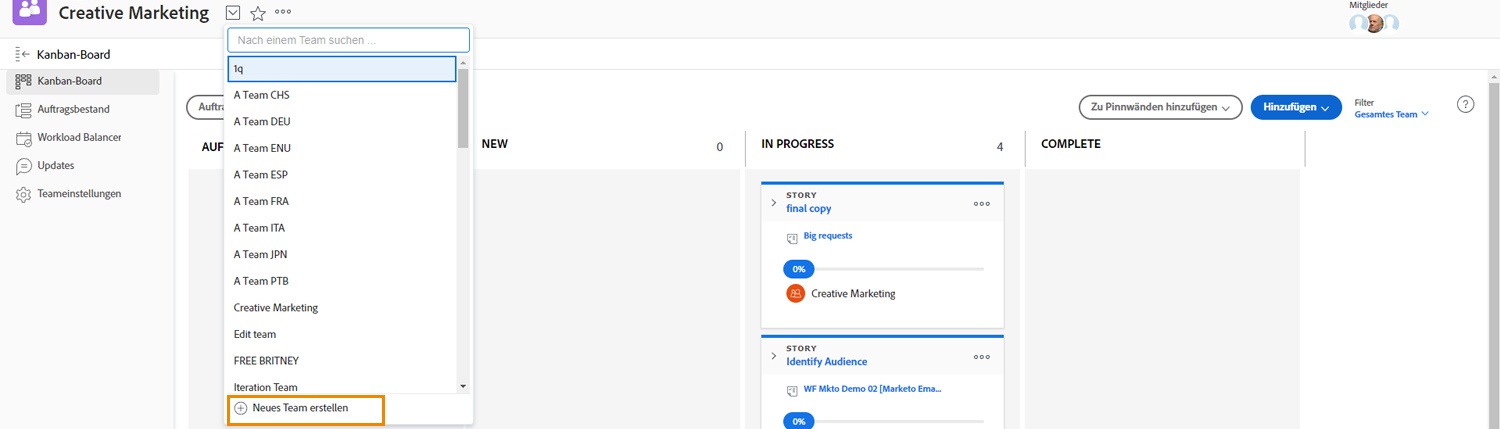 Creative Marketing
Mitglieder
Nach einem Team suchen ...
Kanban-Board
Kanban-Board
Auftragsbestand
Workload Balancer
Updates
Teameinstellungen
1q
A Team CHS
A Team DEU
A Team ENU
A Team ESP
A Team FRA
A Team ITA
A Team JPN
A Team PTB
Creative Marketing
Edit team
FREE BRITNEY
Iteration Team
Neues Team erstellen
Zu Pinnwänden hinzufügen
Hinzufügen
Filter
Gesamtes Team
?
NEW 0
IN PROGRESS 4
COMPLETE
STORY
final copy
Big requests
0%
Creative Marketing
STORY
Identify Audience
WF Mkto Demo 02 [Marketo Ema...
0%